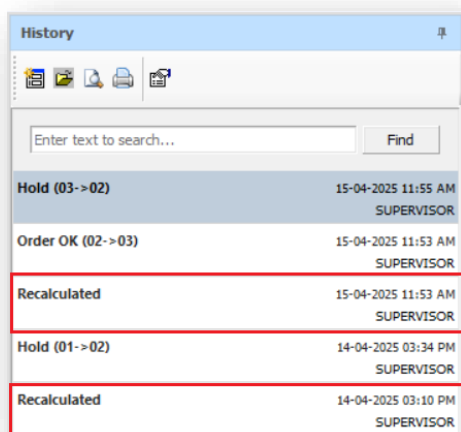 History
Enter text to search... Find
Hold (03->02) 15-04-2025 11:55 AM
SUPERVISOR
Order OK (02->03) 15-04-2025 11:53 AM
SUPERVISOR
Recalculated 15-04-2025 11:53 AM
SUPERVISOR
Hold (01->02) 14-04-2025 03:34 PM
SUPERVISOR
Recalculated 14-04-2025 03:10 PM
SUPERVISOR